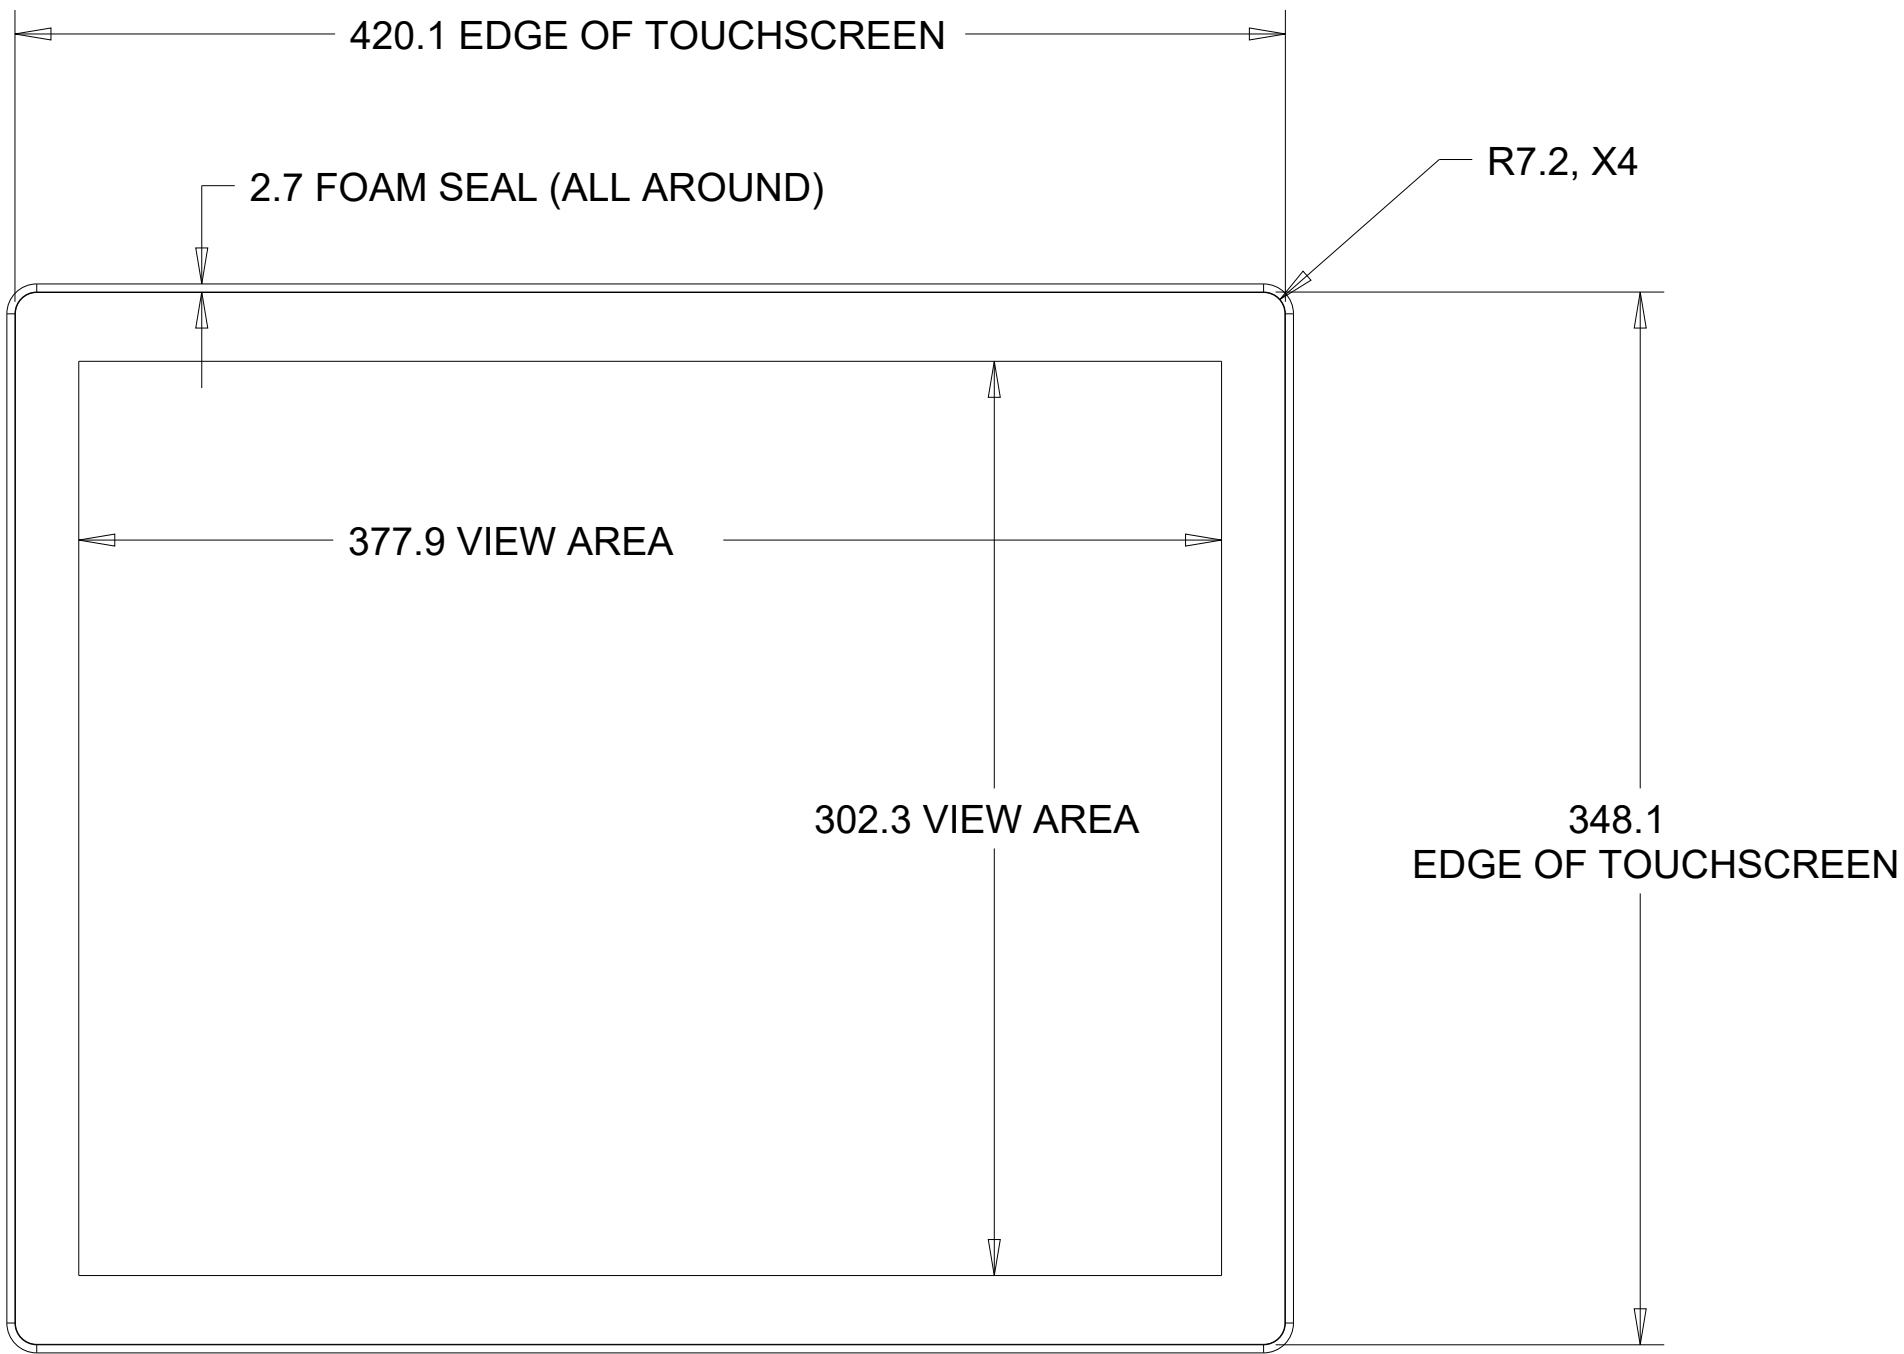 420.1 EDGE OF TOUCHSCREEN
R7.2, X4
2.7 FOAM SEAL (ALL AROUND)
377.9 VIEW AREA
302.3 VIEW AREA
348.1
EDGE OF TOUCHSCREEN